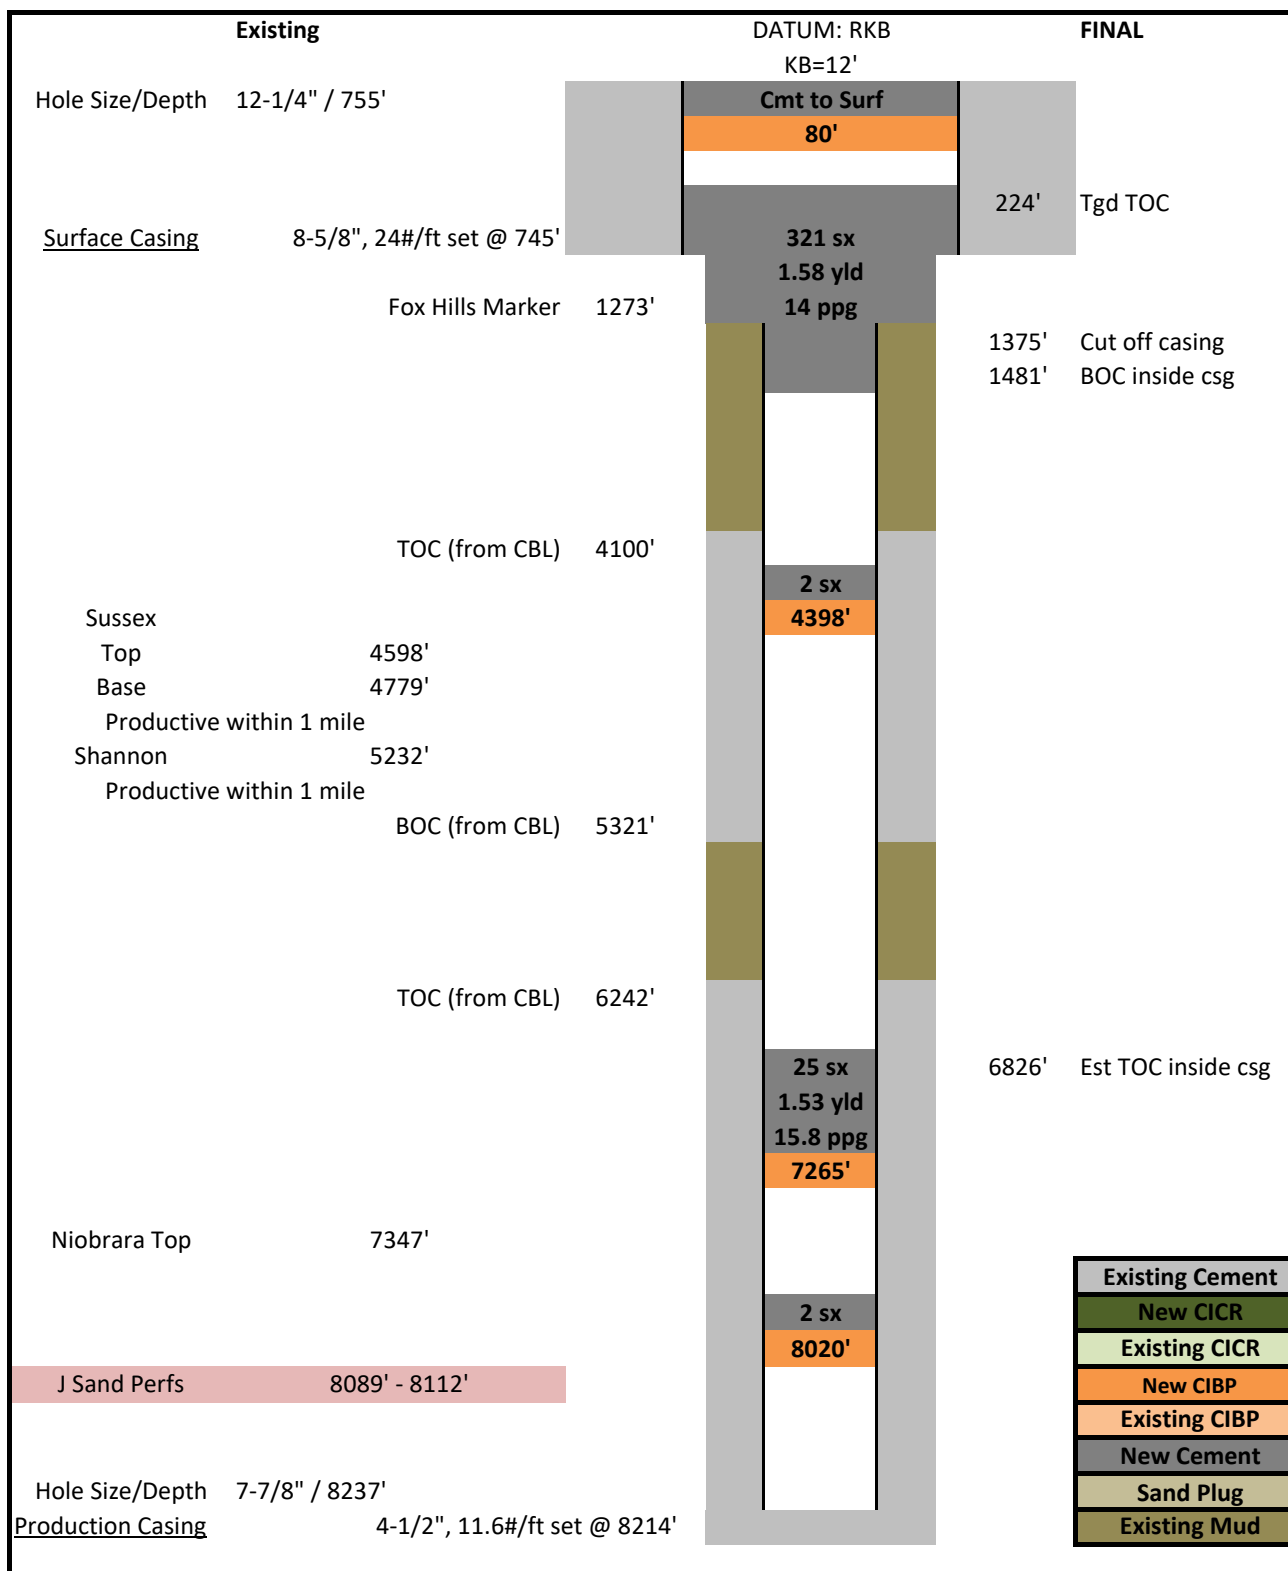 Existing DATUM: RKB FINAL
KB=12'
Hole Size/Depth 12-1/4" / 755' Cmt to Surf
80'
224' Tgd TOC
Surface Casing 8-5/8", 24#/ft set @ 745' 321 sx
1.58 yld
Fox Hills Marker 1273' 14 ppg
1375' Cut off casing
1481' BOC inside csg
TOC (from CBL) 4100'
2 sx
Sussex 4398'
Top 4598'
Base 4779'
Productive within 1 mile
Shannon 5232'
Productive within 1 mile
BOC (from CBL) 5321'
TOC (from CBL) 6242'
25 sx 6826' Est TOC inside csg
1.53 yld
15.8 ppg
7265'
Niobrara Top 7347'
Existing Cement
2 sx New CICR
8020' Existing CICR
J Sand Perfs 8089' - 8112' New CIBP
Existing CIBP
New Cement
Hole Size/Depth 7-7/8" / 8237' Sand Plug
Production Casing 4-1/2", 11.6#/ft set @ 8214' Existing Mud